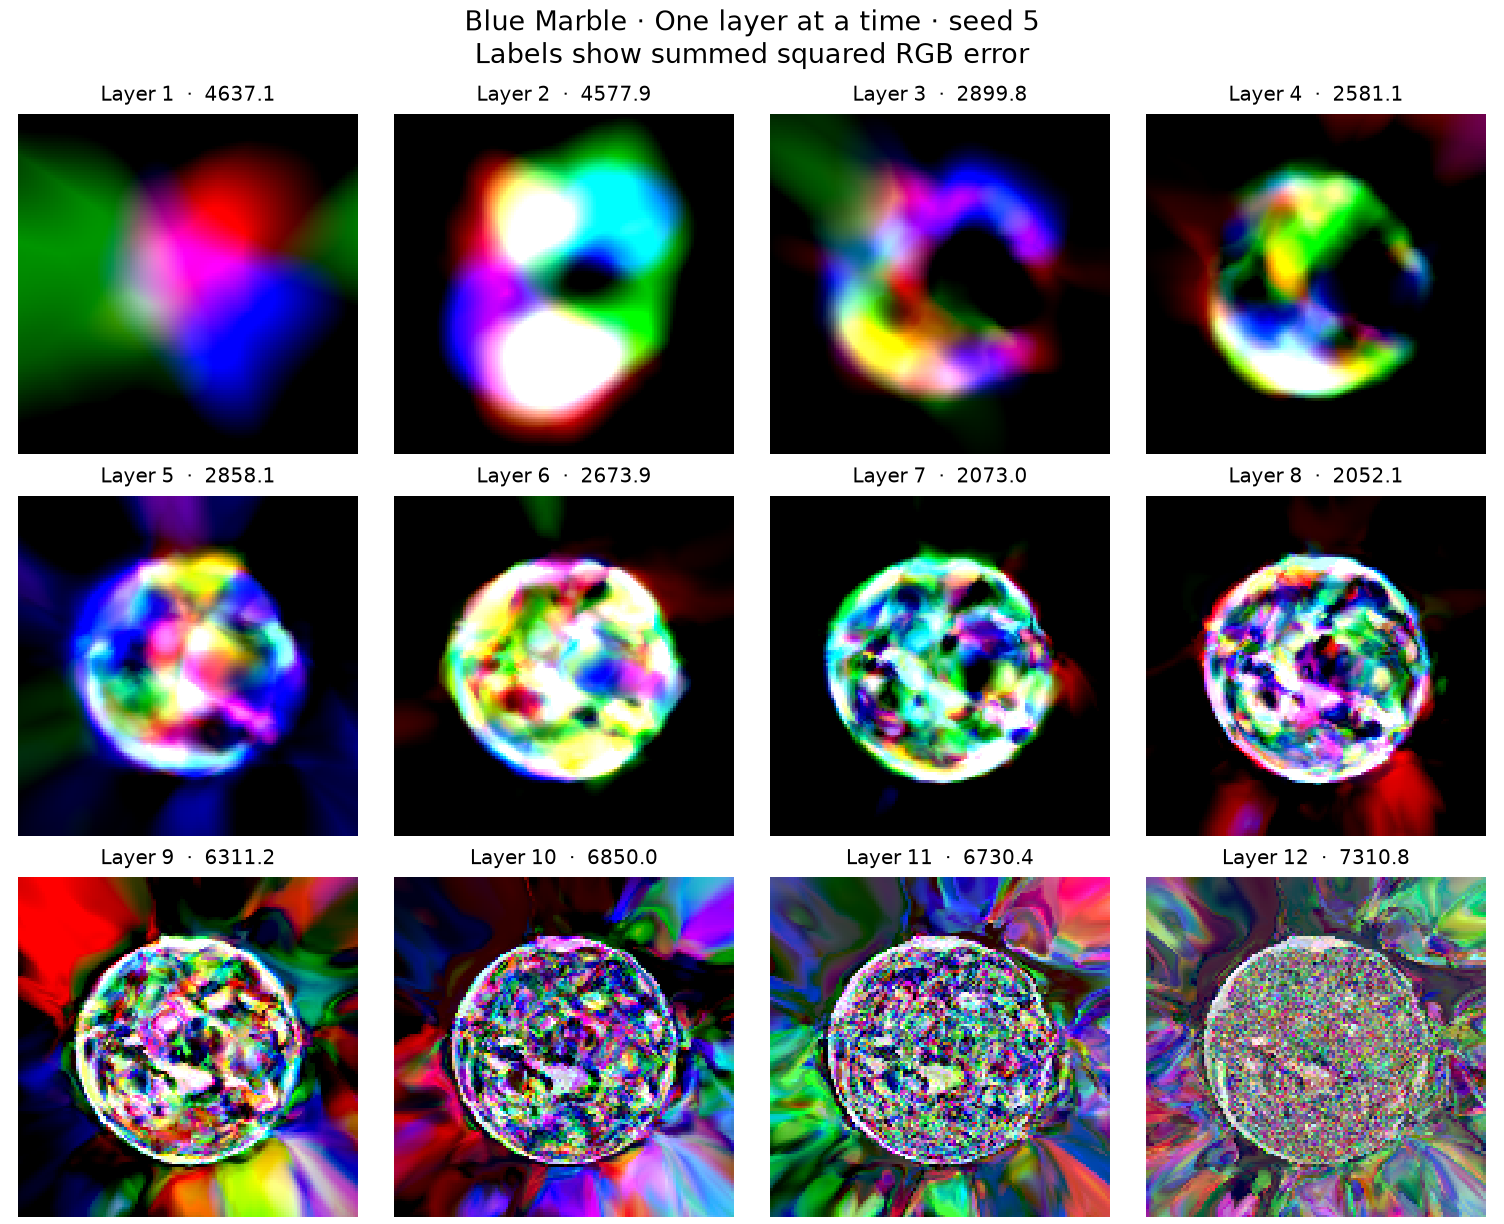 Blue Marble · One layer at a time · seed 5
Labels show summed squared RGB error
Layer 1 · 4637.1
Layer 2 · 4577.9
Layer 3 · 2899.8
Layer 4 · 2581.1
Layer 5 · 2858.1
Layer 6 · 2673.9
Layer 7 · 2073.0
Layer 8 · 2052.1
Layer 9 · 6311.2
Layer 10 · 6850.0
Layer 11 · 6730.4
Layer 12 · 7310.8